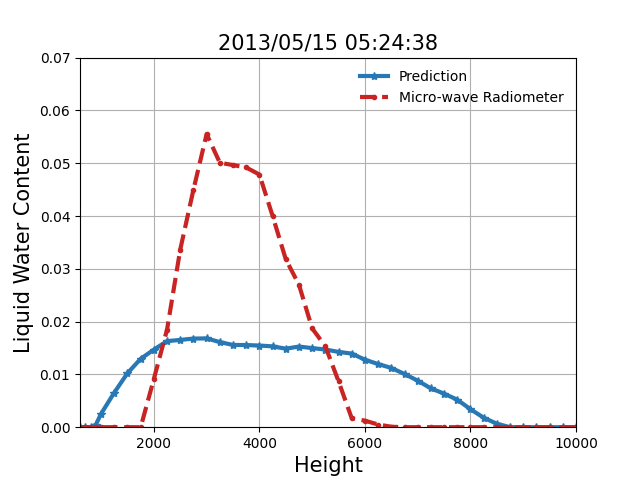 2013/05/15 05:24:38
Prediction
Micro-wave Radiometer
Liquid Water Content
0.07
0.06
0.05
0.04
0.03
0.02
0.01
0.00
2000 4000 6000 8000 10000
Height